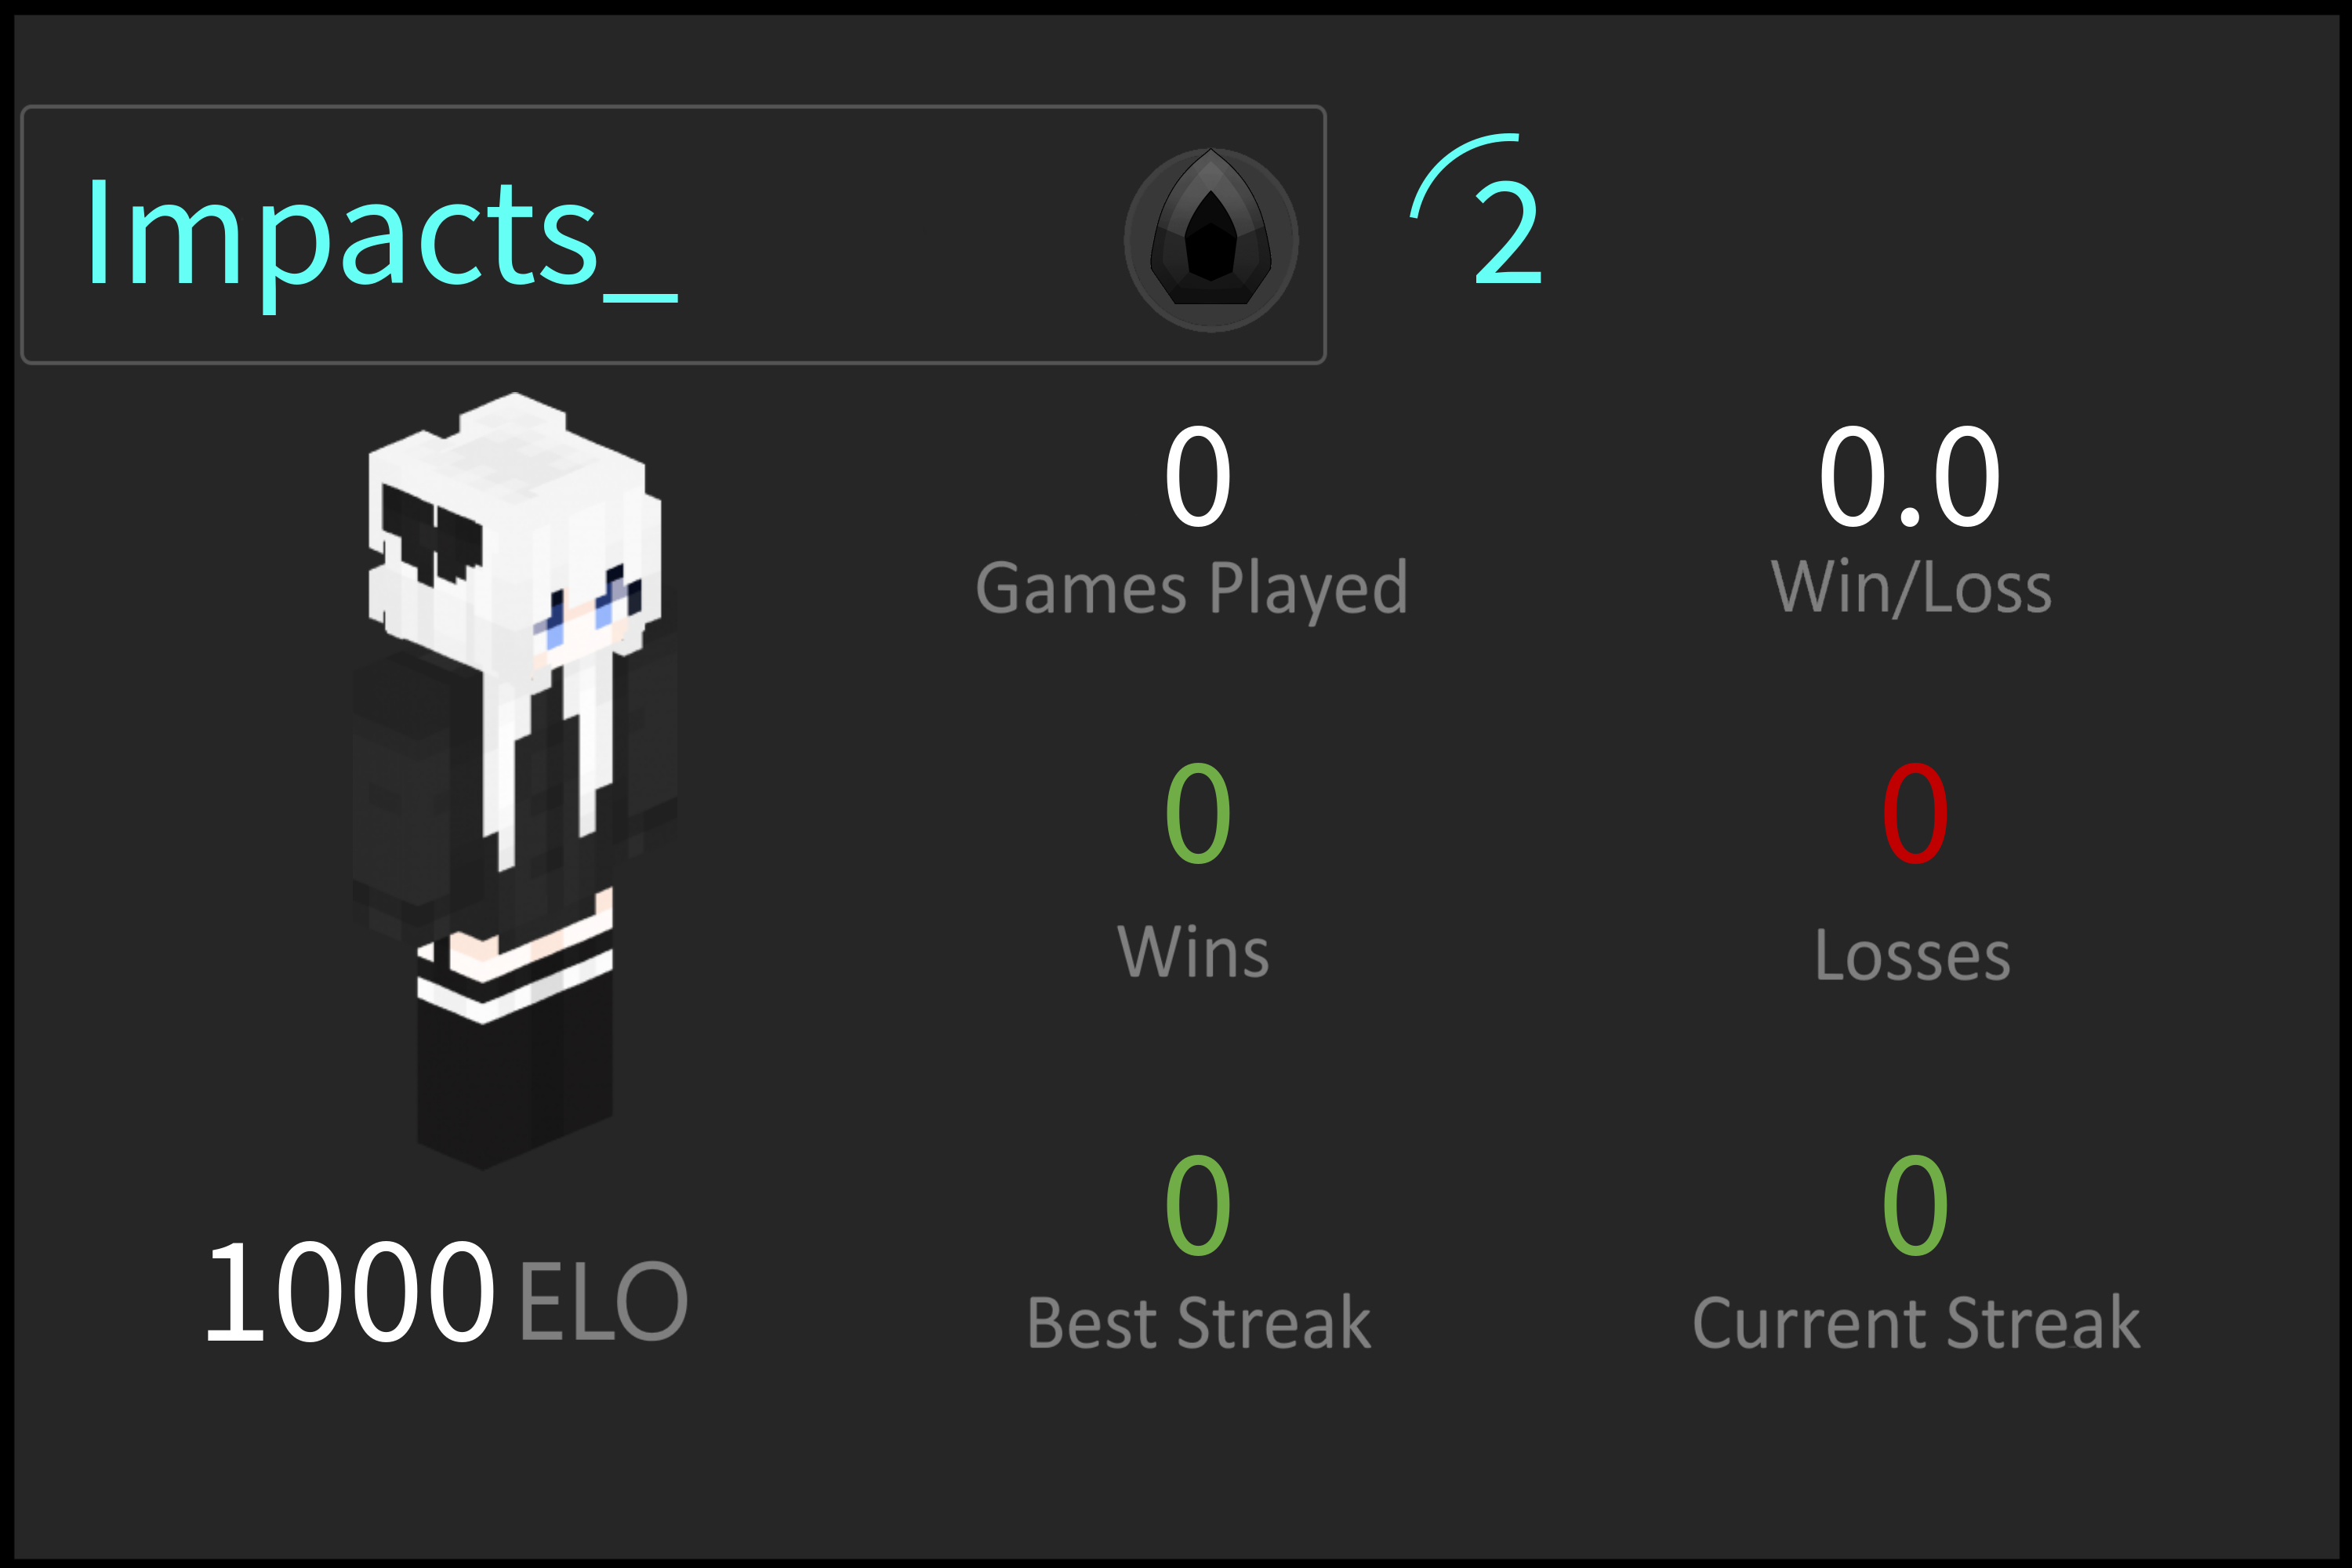 Impacts_ 2
0 0.0
Games Played Win/Loss
0 0
Wins Losses
0 0
1000 ELO
Best Streak Current Streak